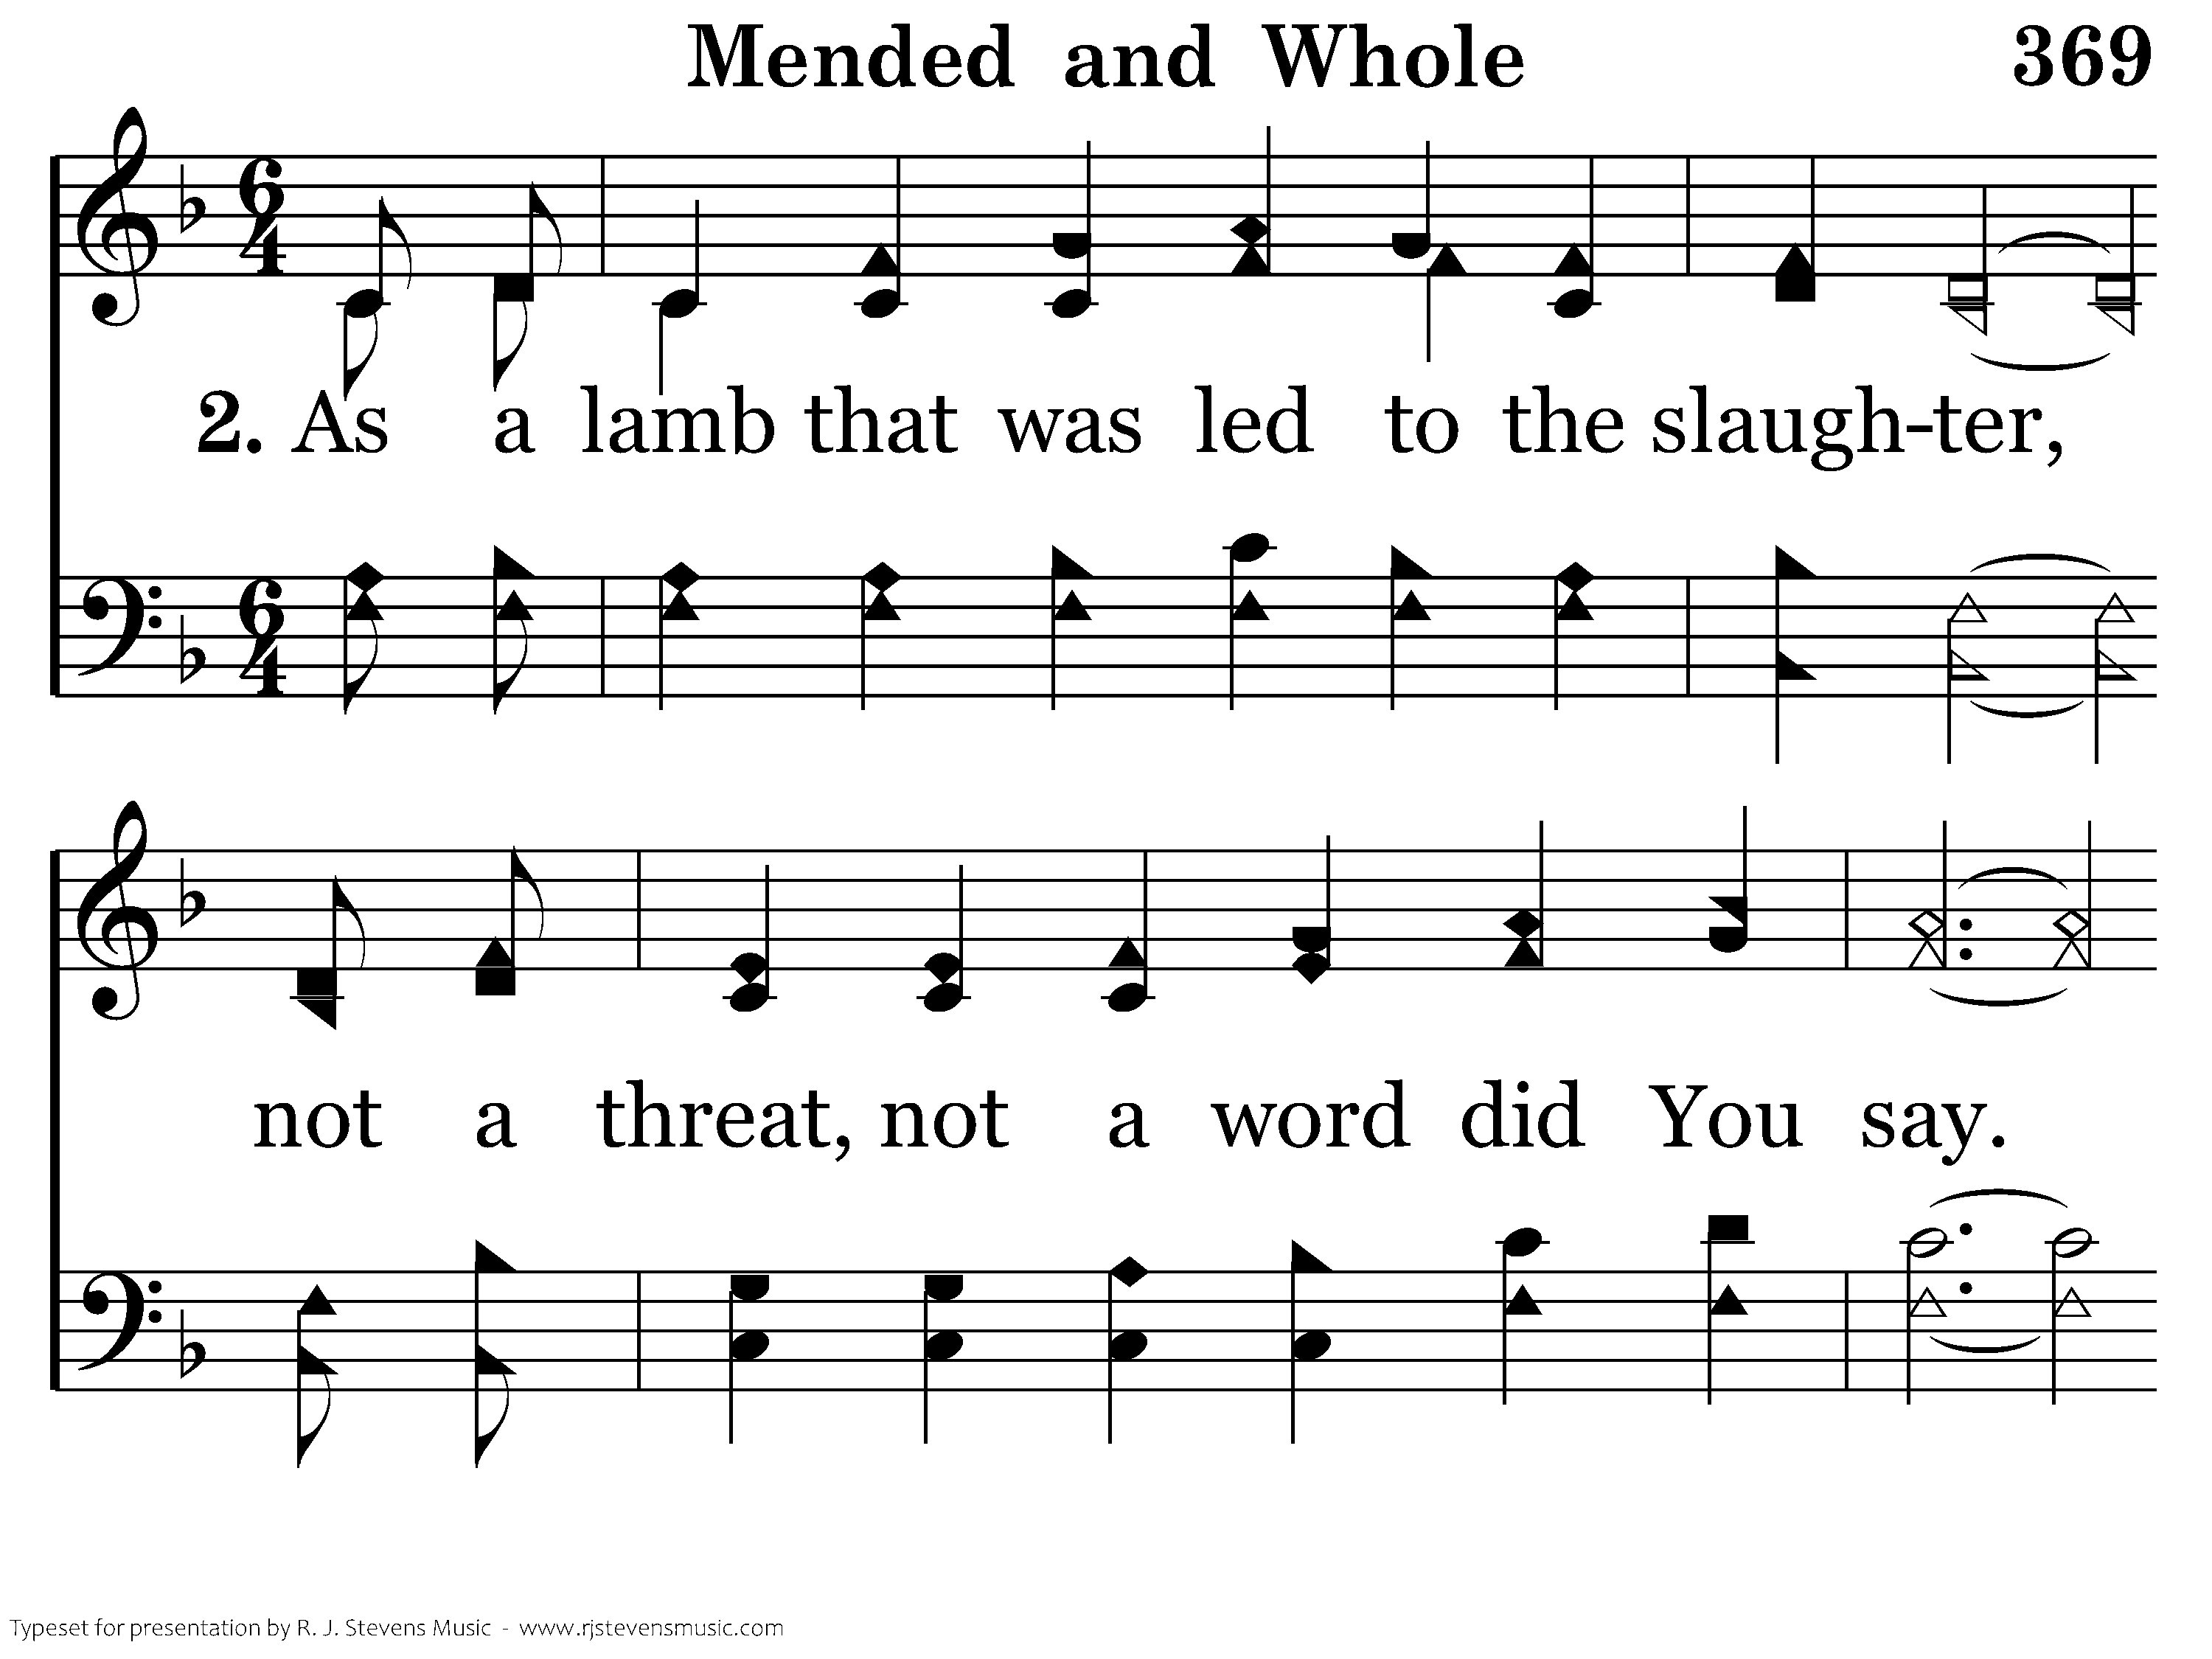 Mended and Whole 369
2. As a lamb that was led to the slaugh-ter,
not a threat, not a word did You say.
Typeset for presentation by R. J. Stevens Music - www.rjstevensmusic.com